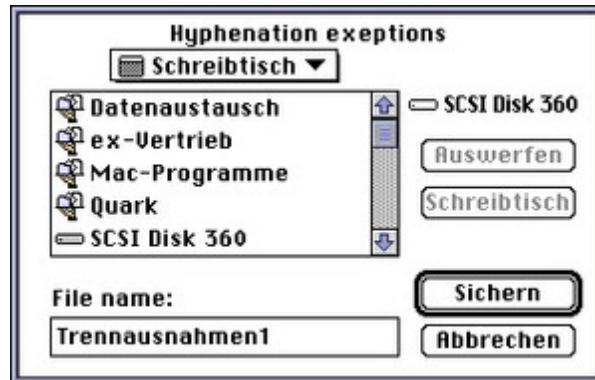 Hyphenation exeptions
Schreibtisch
Datenaustausch
ex-Vertrieb
Mac-Programme
Quark
SCSI Disk 360
SCSI Disk 360
Auswerfen
Schreibtisch
File name:
Trennausnahmen1
Sichern
Abbrechen